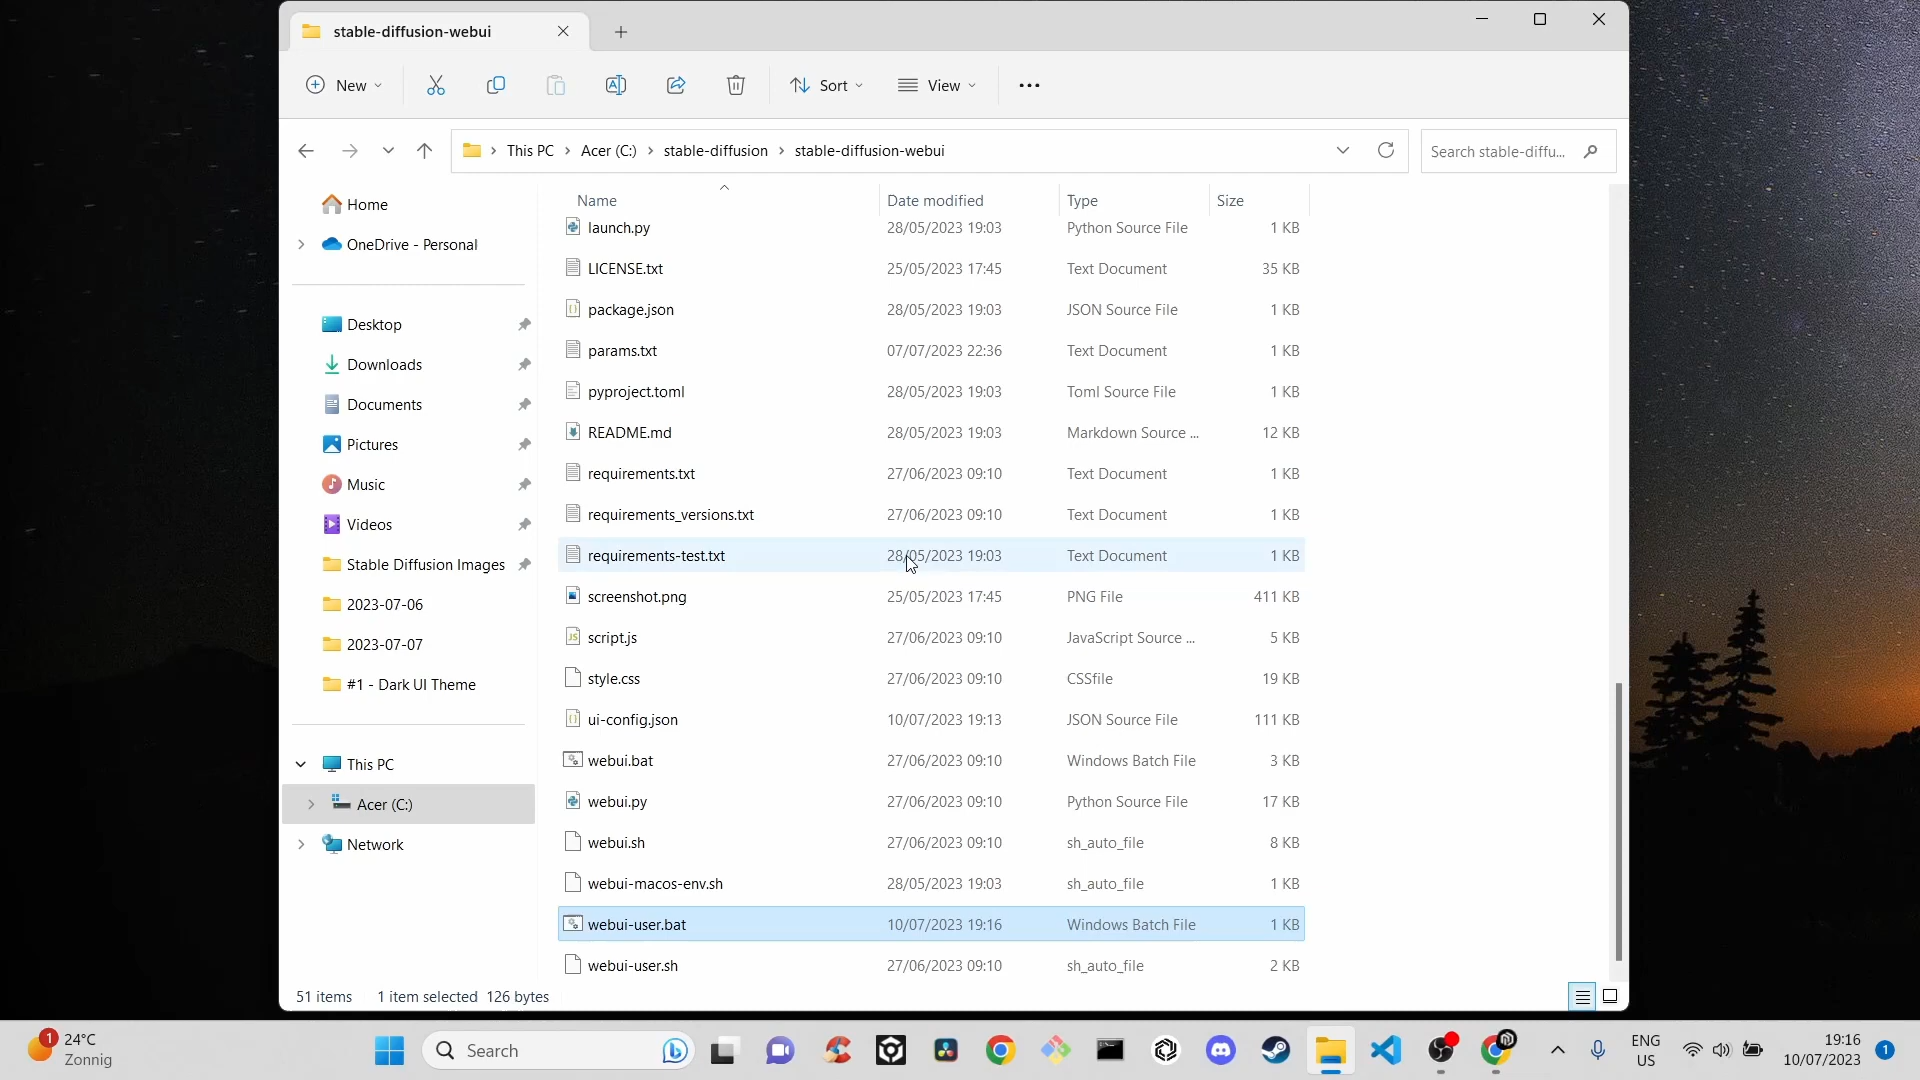 stable-diffusion-webui
New
Sort
View
This PC > Acer (C:) > stable-diffusion > stable-diffusion-webui
Search stable-diffu...
Home
OneDrive - Personal
Desktop
Downloads
Documents
Pictures
Music
Videos
Stable Diffusion Images
2023-07-06
2023-07-07
#1 - Dark UI Theme
This PC
Acer (C:)
Network
Name Date modified Type Size
launch.py 28/05/2023 19:03 Python Source File 1 KB
LICENSE.txt 25/05/2023 17:45 Text Document 35 KB
package.json 28/05/2023 19:03 JSON Source File 1 KB
params.txt 07/07/2023 22:36 Text Document 1 KB
pyproject.toml 28/05/2023 19:03 Toml Source File 1 KB
README.md 28/05/2023 19:03 Markdown Source ... 12 KB
requirements.txt 27/06/2023 09:10 Text Document 1 KB
requirements_versions.txt 27/06/2023 09:10 Text Document 1 KB
requirements-test.txt 28/05/2023 19:03 Text Document 1 KB
screenshot.png 25/05/2023 17:45 PNG File 411 KB
script.js 27/06/2023 09:10 JavaScript Source ... 5 KB
style.css 27/06/2023 09:10 CSSfile 19 KB
ui-config.json 10/07/2023 19:13 JSON Source File 111 KB
webui.bat 27/06/2023 09:10 Windows Batch File 3 KB
webui.py 27/06/2023 09:10 Python Source File 17 KB
webui.sh 27/06/2023 09:10 sh_auto_file 8 KB
webui-macos-env.sh 28/05/2023 19:03 sh_auto_file 1 KB
webui-user.bat 10/07/2023 19:16 Windows Batch File 1 KB
webui-user.sh 27/06/2023 09:10 sh_auto_file 2 KB
51 items 1 item selected 126 bytes
1
24°C
Zonnig
Search
ENG
US
19:16
10/07/2023
1